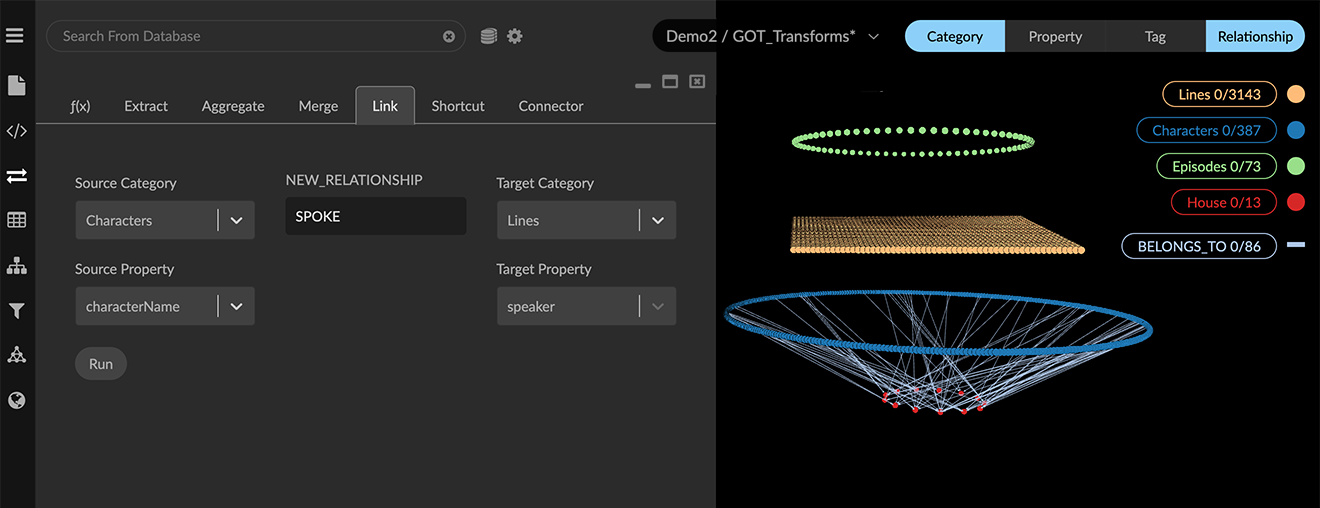 Search From Database
Demo2 / GOT_Transforms*
Category
Property
Tag
Relationship
ƒ(x)
Extract
Aggregate
Merge
Link
Shortcut
Connector
Source Category
NEW_RELATIONSHIP
Target Category
Characters
SPOKE
Lines
Source Property
Target Property
characterName
speaker
Run
Lines 0/3143
Characters 0/387
Episodes 0/73
House 0/13
BELONGS_TO 0/86